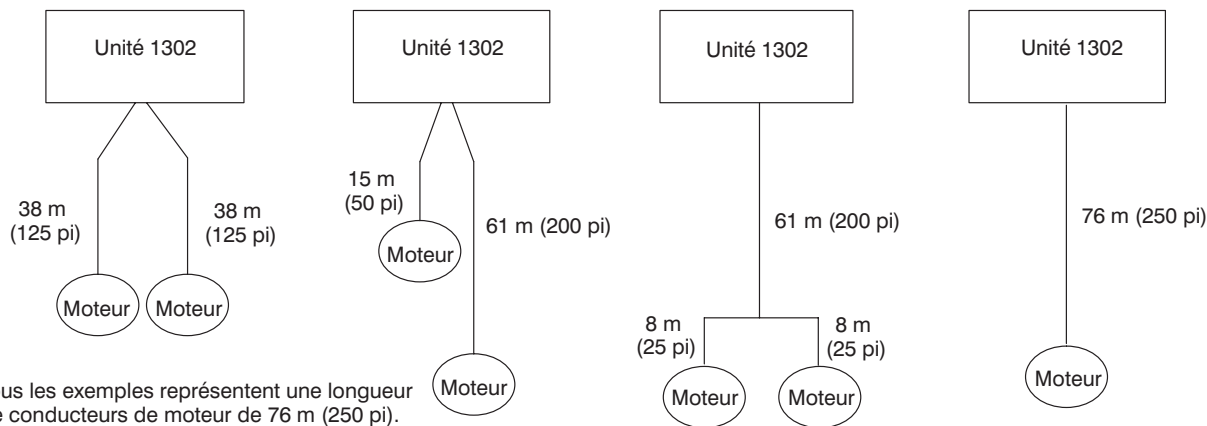 Unité 1302
38 m
(125 pi)
38 m
(125 pi)
Moteur
Moteur
Unité 1302
15 m
(50 pi)
61 m (200 pi)
Moteur
Moteur
Unité 1302
61 m (200 pi)
8 m
(25 pi)
8 m
(25 pi)
Moteur
Moteur
Unité 1302
76 m (250 pi)
Moteur
us les exemples représentent une longueur
conducteurs de moteur de 76 m (250 pi).